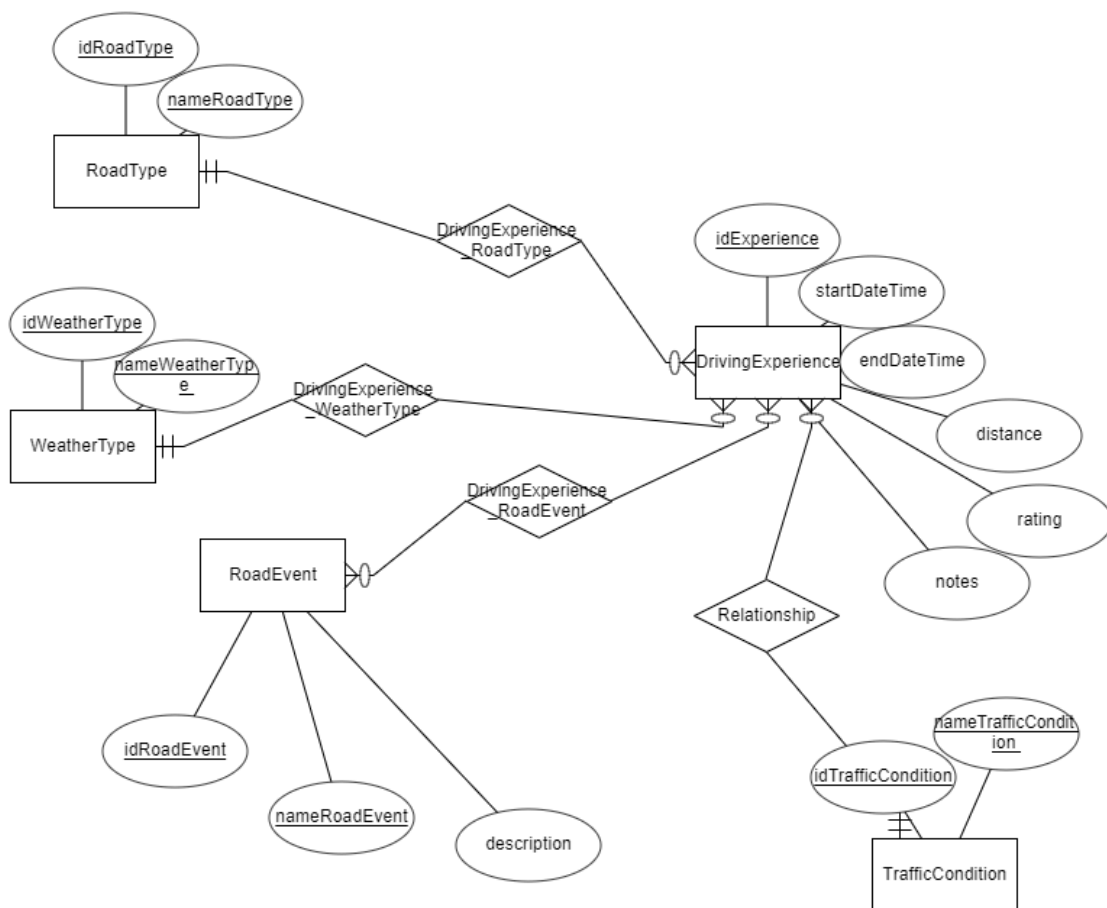 idRoadType
nameRoadType
RoadType
DrivingExperience
_RoadType
idExperience
startDateTime
idWeatherType
endDateTime
nameWeatherTyp
e
DrivingExperience
DrivingExperience
_WeatherType
WeatherType
distance
DrivingExperience
_RoadEvent
rating
RoadEvent
notes
Relationship
nameTrafficCondit
ion
idRoadEvent
idTrafficCondition
nameRoadEvent
description
TrafficCondition